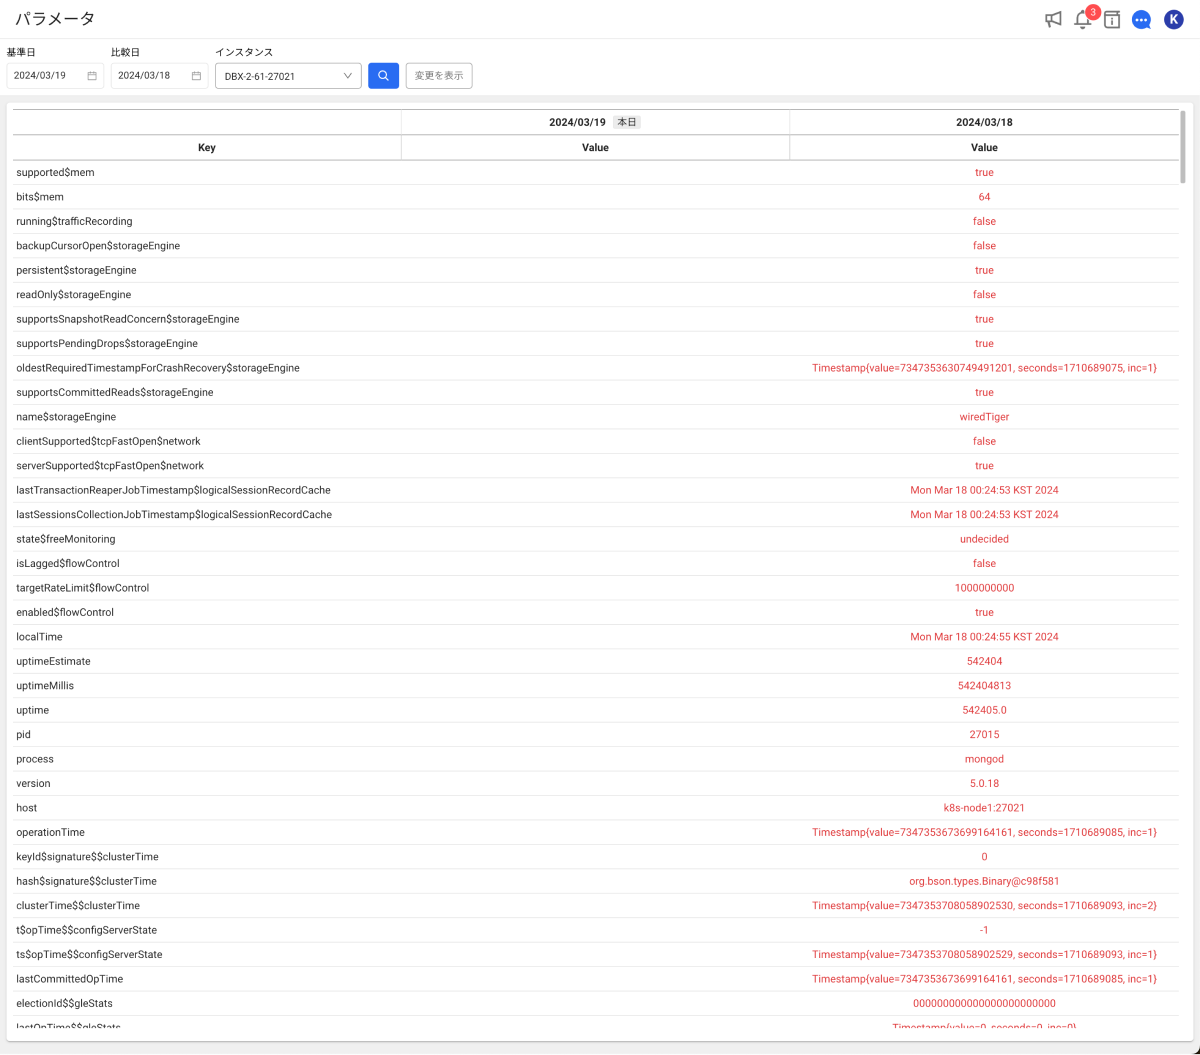 パラメータ
3
K
基準日 比較日 インスタンス
2024/03/19 2024/03/18 DBX-2-61-27021 変更を表示
2024/03/19 本日 2024/03/18
Key Value Value
supported$mem true
bits$mem 64
running$trafficRecording false
backupCursorOpen$storageEngine false
persistent$storageEngine true
readOnly$storageEngine false
supportsSnapshotReadConcern$storageEngine true
supportsPendingDrops$storageEngine true
oldestRequiredTimestampForCrashRecovery$storageEngine Timestamp{value=7347353630749491201, seconds=1710689075, inc=1}
supportsCommittedReads$storageEngine true
name$storageEngine wiredTiger
clientSupported$tcpFastOpen$network false
serverSupported$tcpFastOpen$network true
lastTransactionReaperJobTimestamp$logicalSessionRecordCache Mon Mar 18 00:24:53 KST 2024
lastSessionsCollectionJobTimestamp$logicalSessionRecordCache Mon Mar 18 00:24:53 KST 2024
state$freeMonitoring undecided
isLagged$flowControl false
targetRateLimit$flowControl 1000000000
enabled$flowControl true
localTime Mon Mar 18 00:24:55 KST 2024
uptimeEstimate 542404
uptimeMillis 542404813
uptime 542405.0
pid 27015
process mongod
version 5.0.18
host k8s-node1:27021
operationTime Timestamp{value=7347353673699164161, seconds=1710689085, inc=1}
keyId$signature$$clusterTime 0
hash$signature$$clusterTime org.bson.types.Binary@c98f581
clusterTime$$clusterTime Timestamp{value=7347353708058902530, seconds=1710689093, inc=2}
t$opTime$$configServerState -1
ts$opTime$$configServerState Timestamp{value=7347353708058902529, seconds=1710689093, inc=1}
lastCommittedOpTime Timestamp{value=7347353673699164161, seconds=1710689085, inc=1}
electionId$$gleStats 000000000000000000000000
lastOpTime$$gleStats Timestamp{value=0, seconds=0, inc=0}